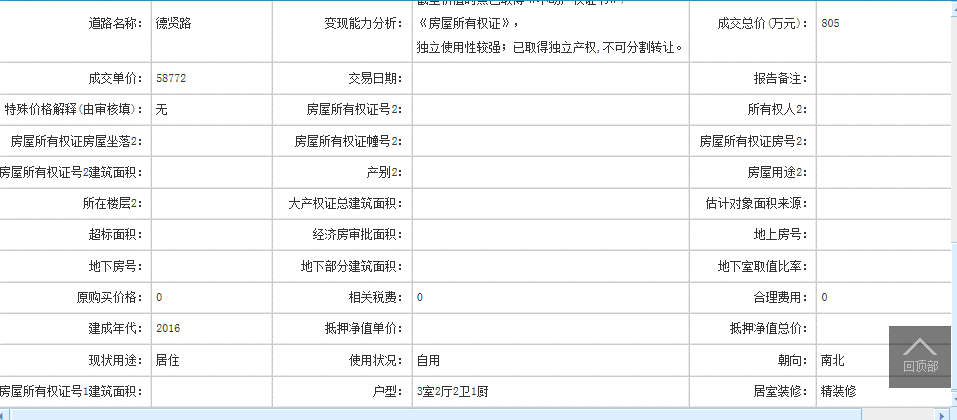 道路名称： 德贤路 变现能力分析： 《房屋所有权证》， 成交总价(万元)： 805
独立使用性较强；已取得独立产权,不可分割转让。
成交单价： 58772 交易日期： 报告备注：
特殊价格解释(由审核填)： 无 房屋所有权证号2： 所有权人2：
房屋所有权证房屋坐落2： 房屋所有权证幢号2： 房屋所有权证房号2：
房屋所有权证号2建筑面积： 产别2： 房屋用途2：
所在楼层2： 大产权证总建筑面积： 估计对象面积来源：
超标面积： 经济房审批面积： 地上房号：
地下房号： 地下部分建筑面积： 地下室取值比率：
原购买价格： 0 相关税费： 0 合理费用： 0
建成年代： 2016 抵押净值单价： 抵押净值总价：
现状用途： 居住 使用状况： 自用 朝向： 南北
回顶部
房屋所有权证号1建筑面积： 户型： 3室2厅2卫1厨 居室装修： 精装修